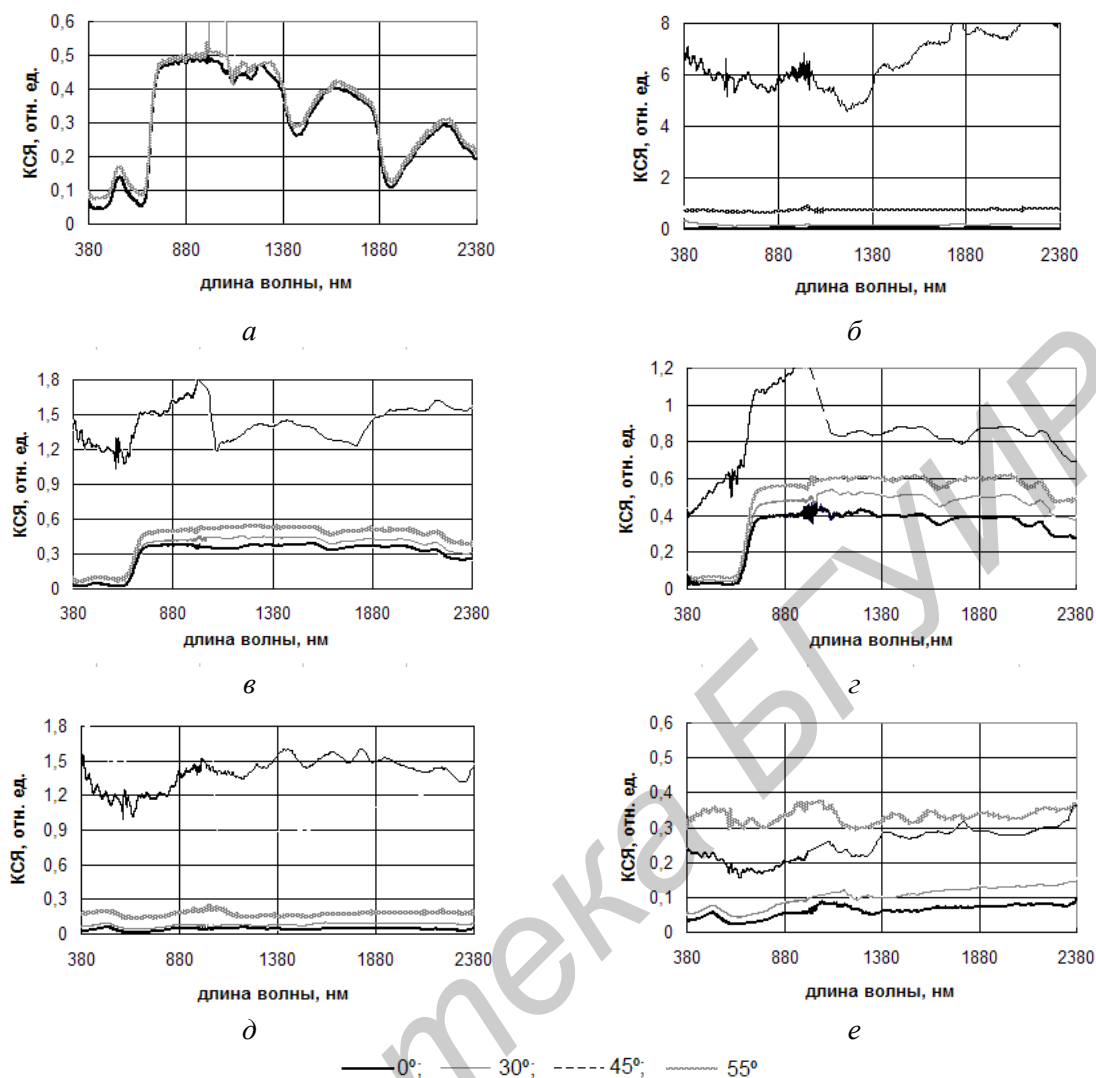 КСЯ, отн. ед.
0,6
0,5
0,4
0,3
0,2
0,1
0
380 880 1380 1880 2380
длина волны, нм
а
КСЯ, отн. ед.
8
6
4
2
0
380 880 1380 1880 2380
длина волны, нм
б
КСЯ, отн. ед.
1,8
1,5
1,2
0,9
0,6
0,3
0
380 880 1380 1880 2380
длина волны, нм
в
КСЯ, отн. ед.
1,2
1
0,8
0,6
0,4
0,2
0
380 880 1380 1880 2380
длина волны,нм
г
КСЯ, отн. ед.
1,8
1,5
1,2
0,9
0,3
0
380 880 1380 1880 2380
длина волны, нм
д
КСЯ, отн. ед.
0,6
0,5
0,4
0,3
0,2
0,1
0
380 880 1380 1880 2380
длина волны, нм
е
0º; 30º; 45º; 55º
тека БГУИР